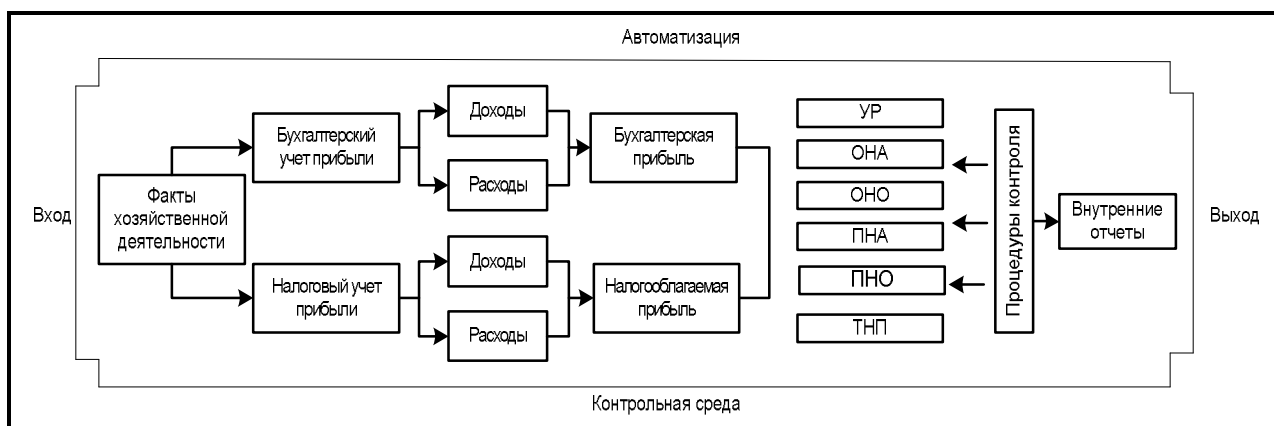 Автоматизация
Вход
Факты
хозяйственной
деятельности
Бухгалтерский
учет прибыли
Доходы
Расходы
Бухгалтерская
прибыль
Налоговый учет
прибыли
Доходы
Расходы
Налогооблагаемая
прибыль
УР
ОНА
ОНО
ПНА
ПНО
ТНП
Процедуры контроля
Внутренние
отчеты
Выход
Контрольная среда